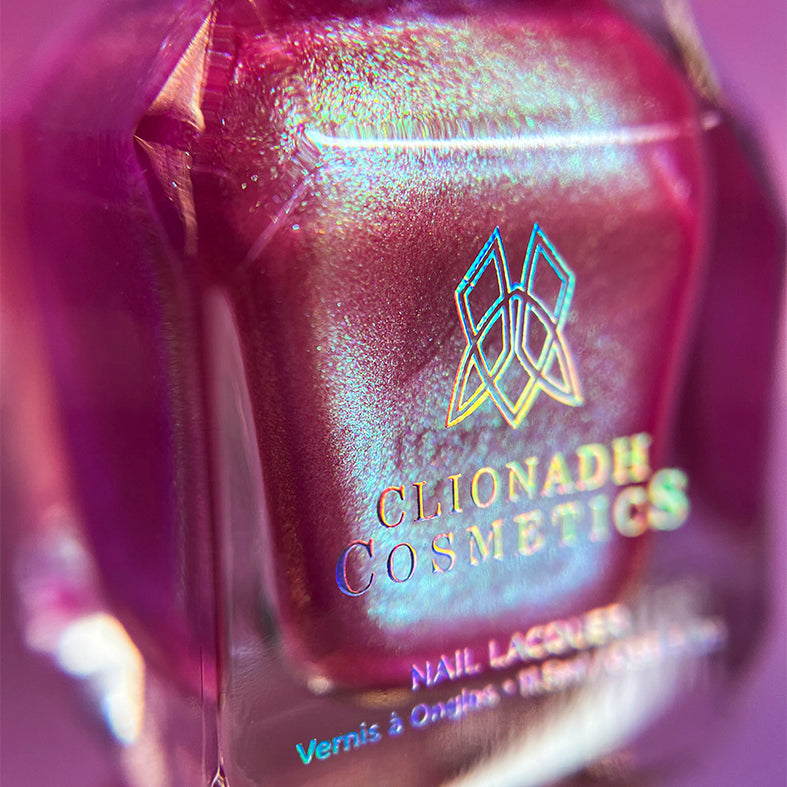 CLIONADH
COSMETICS
NAIL LACQUER
Vernis à Ongles •